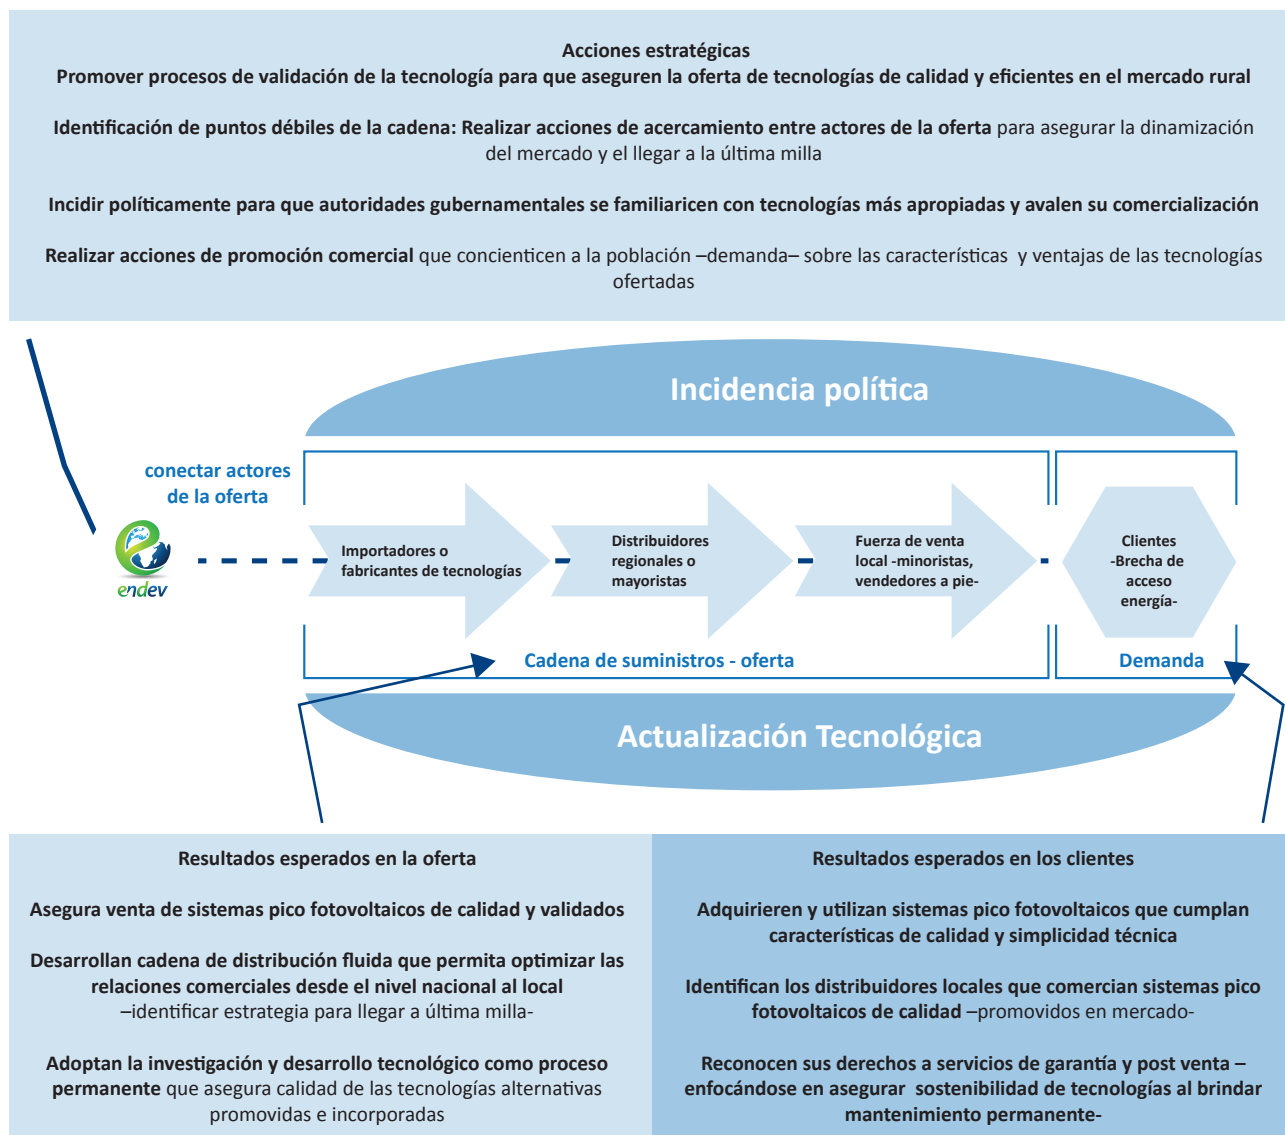 Acciones estratégicas
Promover procesos de validación de la tecnología para que aseguren la oferta de tecnologías de calidad y eficientes en el mercado rural
Identificación de puntos débiles de la cadena: Realizar acciones de acercamiento entre actores de la oferta para asegurar la dinamización
del mercado y el llegar a la última milla
Incidir políticamente para que autoridades gubernamentales se familiaricen con tecnologías más apropiadas y avalen su comercialización
Realizar acciones de promoción comercial que concienticen a la población –demanda– sobre las características y ventajas de las tecnologías
ofertadas
Incidencia política
conectar actores
de la oferta
endev
Importadores o
fabricantes de tecnologías
Distribuidores
regionales o
mayoristas
Fuerza de venta
local -minoristas,
vendedores a pie-
Clientes
-Brecha de
acceso
energía-
Cadena de suministros - oferta
Demanda
Actualización Tecnológica
Resultados esperados en la oferta
Asegura venta de sistemas pico fotovoltaicos de calidad y validados
Desarrollan cadena de distribución fluida que permita optimizar las
relaciones comerciales desde el nivel nacional al local
–identificar estrategia para llegar a última milla-
Adoptan la investigación y desarrollo tecnológico como proceso
permanente que asegura calidad de las tecnologías alternativas
promovidas e incorporadas
Resultados esperados en los clientes
Adquirieren y utilizan sistemas pico fotovoltaicos que cumplan
características de calidad y simplicidad técnica
Identifican los distribuidores locales que comercian sistemas pico
fotovoltaicos de calidad –promovidos en mercado-
Reconocen sus derechos a servicios de garantía y post venta –
enfocándose en asegurar sostenibilidad de tecnologías al brindar
mantenimiento permanente-